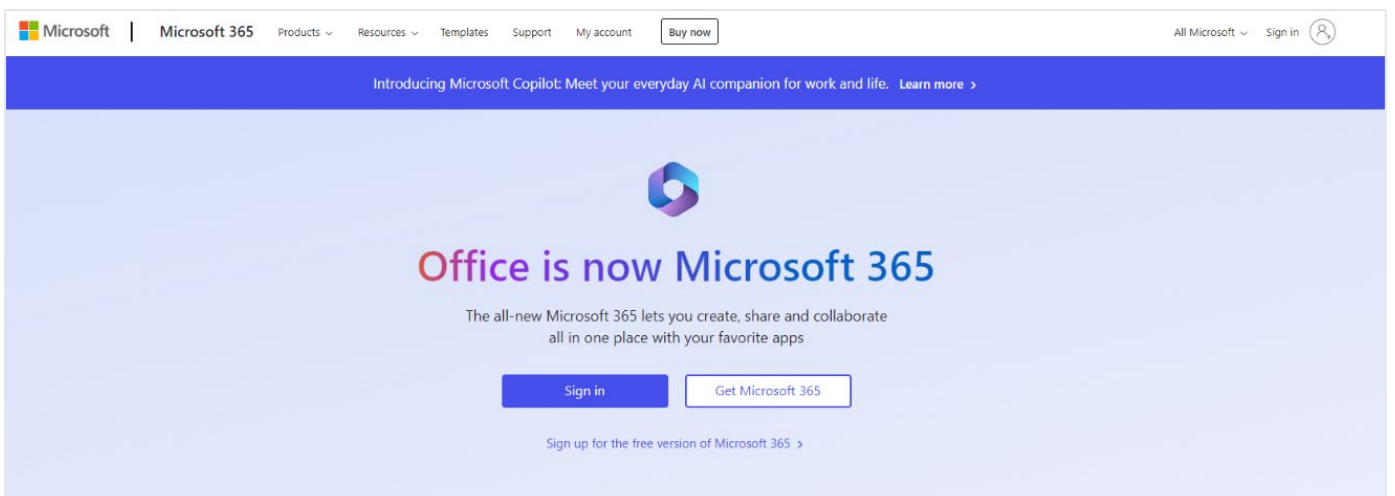 Microsoft Microsoft 365 Products Resources Templates Support My account Buy now All Microsoft Sign in
Introducing Microsoft Copilot: Meet your everyday AI companion for work and life. Learn more
Office is now Microsoft 365
The all-new Microsoft 365 lets you create, share and collaborate
all in one place with your favorite apps
Sign in Get Microsoft 365
Sign up for the free version of Microsoft 365